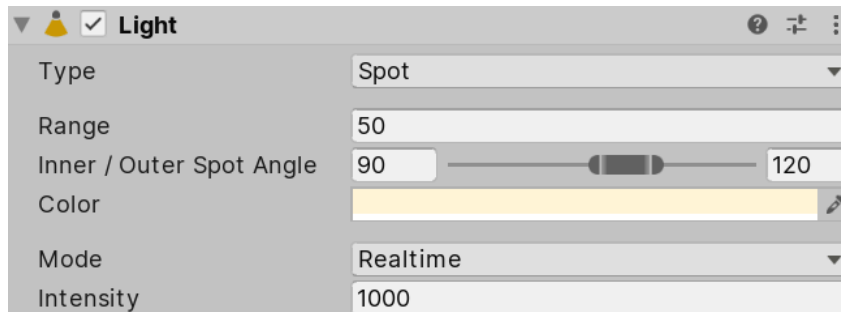 Light
Type Spot
Range 50
Inner / Outer Spot Angle 90 120
Color
Mode Realtime
Intensity 1000